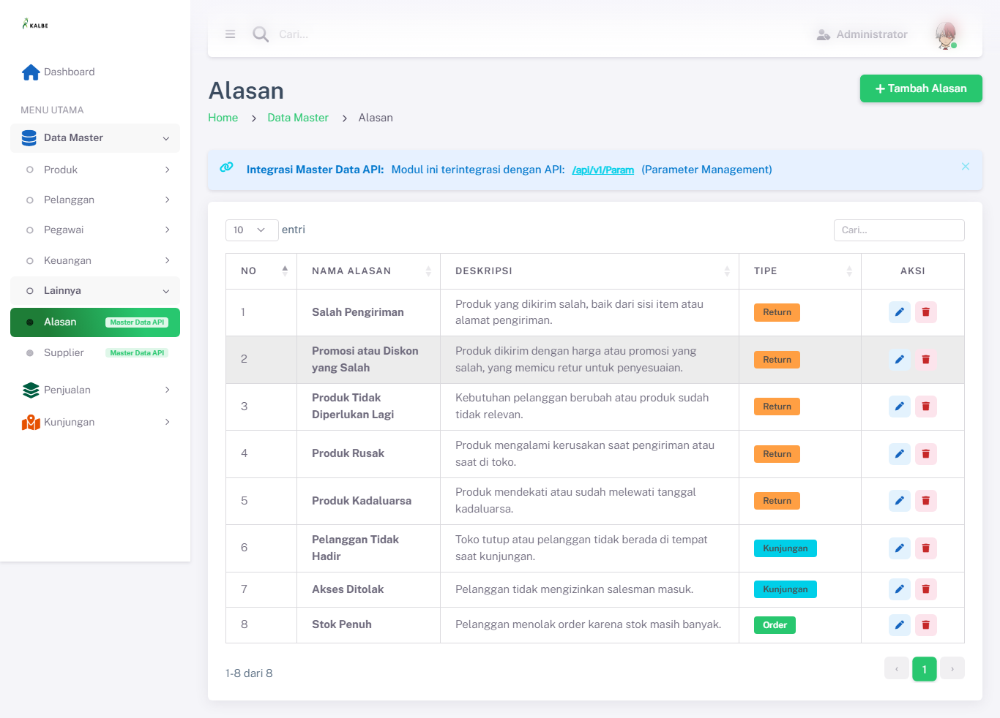 KALBE
Cari...
Administrator
Dashboard
MENU UTAMA
Data Master
Produk
Pelanggan
Pegawai
Keuangan
Lainnya
Alasan Master Data API
Supplier Master Data API
Penjualan
Kunjungan
Alasan
Tambah Alasan
Home > Data Master > Alasan
Integrasi Master Data API: Modul ini terintegrasi dengan API: /api/v1/Param (Parameter Management)
10 entri
Cari...
NO NAMA ALASAN DESKRIPSI TIPE AKSI
1 Salah Pengiriman Produk yang dikirim salah, baik dari sisi item atau
alamat pengiriman. Return
2 Promosi atau Diskon
yang Salah Produk dikirim dengan harga atau promosi yang
salah, yang memicu retur untuk penyesuaian. Return
3 Produk Tidak
Diperlukan Lagi Kebutuhan pelanggan berubah atau produk sudah
tidak relevan. Return
4 Produk Rusak Produk mengalami kerusakan saat pengiriman atau
saat di toko. Return
5 Produk Kadaluarsa Produk mendekati atau sudah melewati tanggal
kadaluarsa. Return
6 Pelanggan Tidak
Hadir Toko tutup atau pelanggan tidak berada di tempat
saat kunjungan. Kunjungan
7 Akses Ditolak Pelanggan tidak mengizinkan salesman masuk. Kunjungan
8 Stok Penuh Pelanggan menolak order karena stok masih banyak. Order
1-8 dari 8
‹ 1 ›